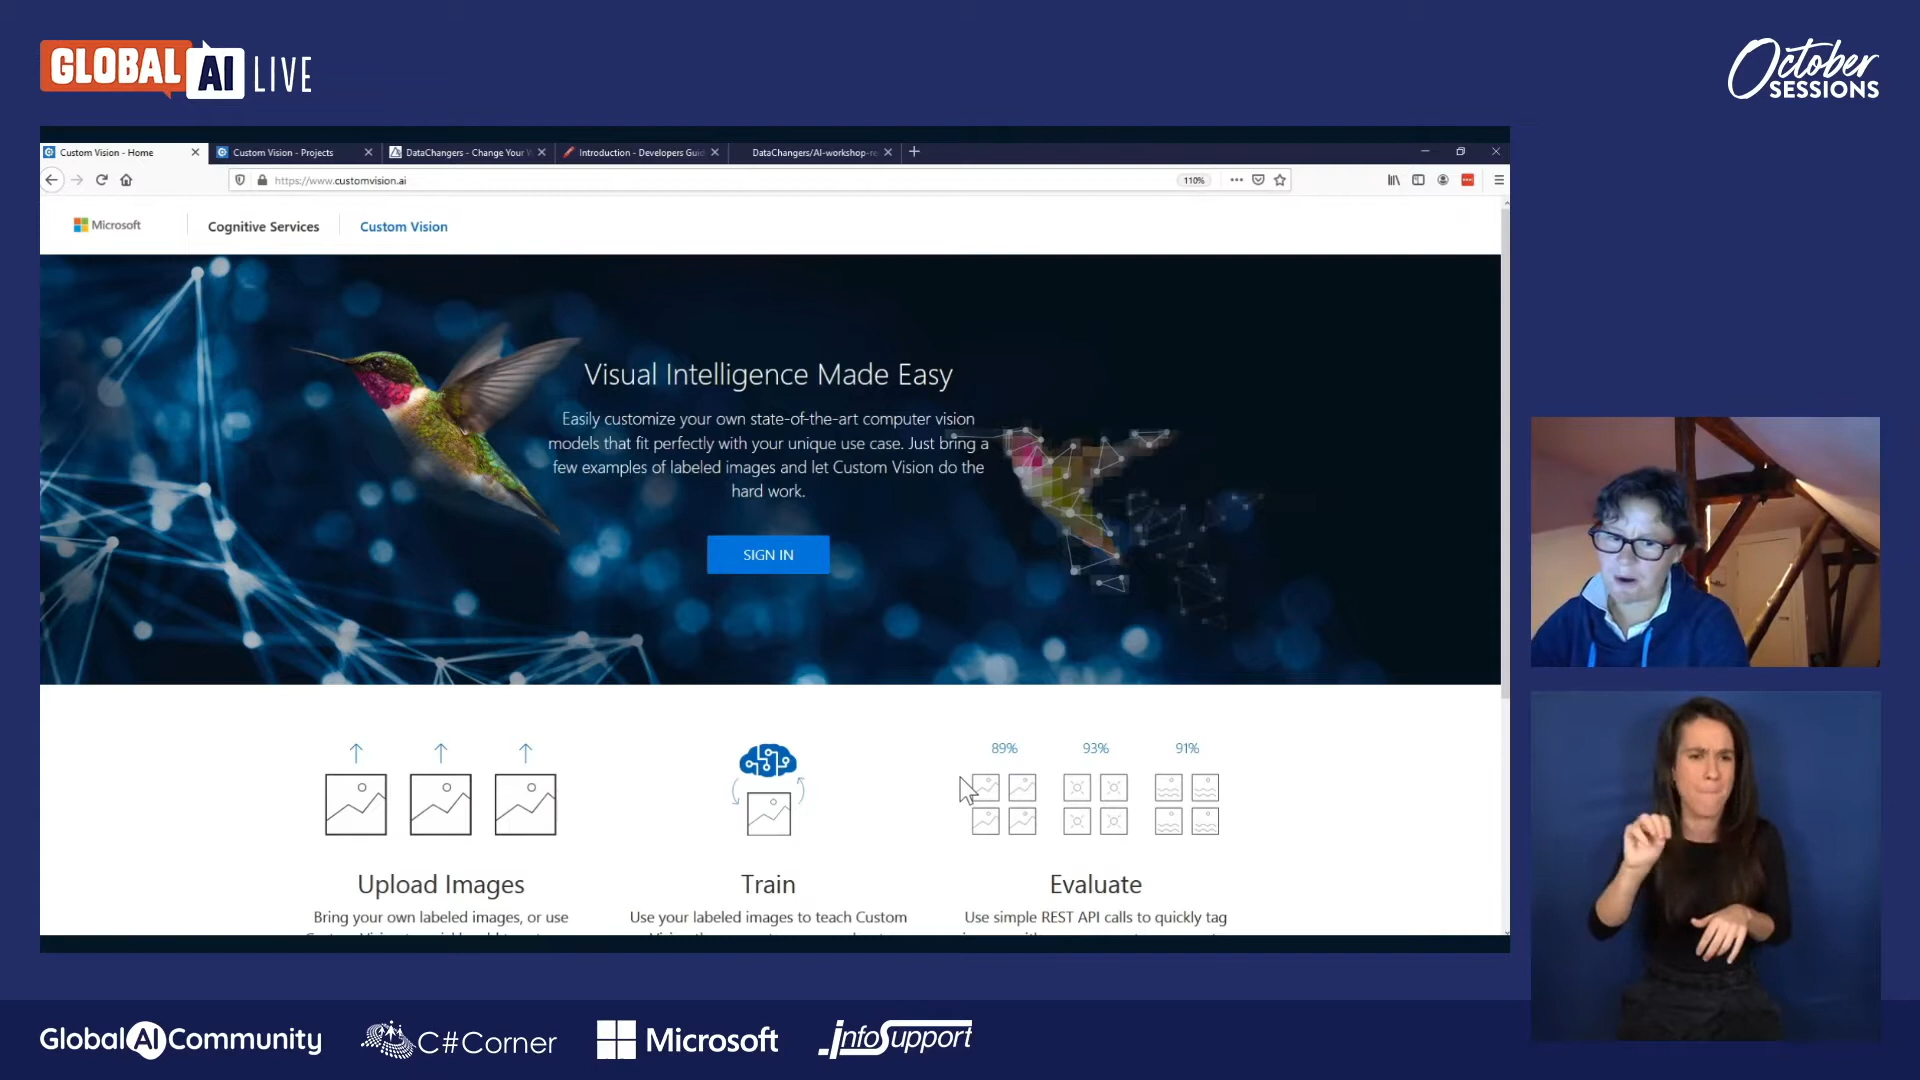 GLOBAL AI LIVE
October
SESSIONS
Custom Vision - Home
Custom Vision - Projects
DataChangers - Change Your
Introduction - Developers Gui
DataChangers/AI-workshop-re
https://www.customvision.ai
110%
Microsoft
Cognitive Services
Custom Vision
Visual Intelligence Made Easy
Easily customize your own state-of-the-art computer vision
models that fit perfectly with your unique use case. Just bring a
few examples of labeled images and let Custom Vision do the
hard work.
SIGN IN
89%
93%
91%
Upload Images
Train
Evaluate
Bring your own labeled images, or use
Use your labeled images to teach Custom
Use simple REST API calls to quickly tag
Global AI Community
C#Corner
Microsoft
infoSupport